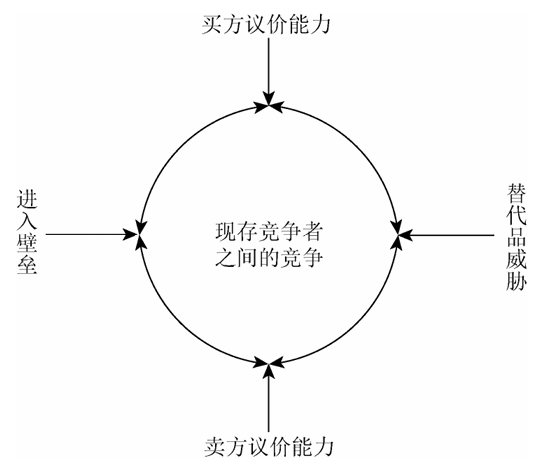 买方议价能力
进入壁垒
现存竞争者
之间的竞争
替代品威胁
卖方议价能力